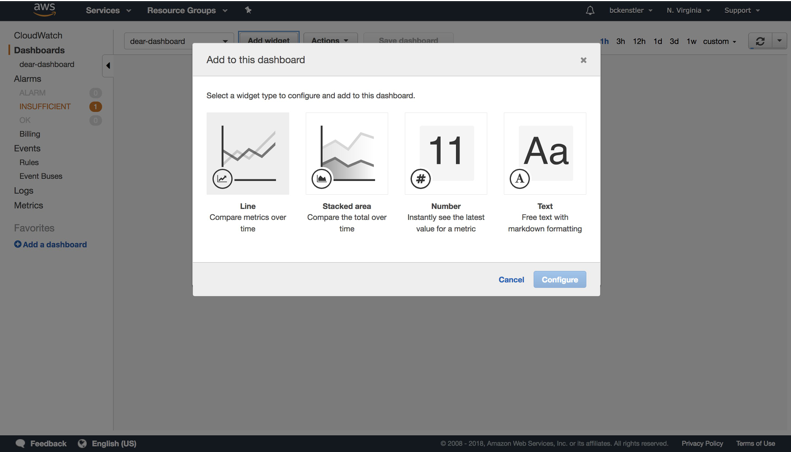 aws
Services
Resource Groups
bckenstler
N. Virginia
Support
CloudWatch
Dashboards
dear-dashboard
Alarms
ALARM 0
INSUFFICIENT 1
OK 0
Billing
Events
Rules
Event Buses
Logs
Metrics
Favorites
Add a dashboard
dear-dashboard
Add widget
Actions
Save dashboard
1h 3h 12h 1d 3d 1w custom
Add to this dashboard
Select a widget type to configure and add to this dashboard.
Line
Compare metrics over
time
Stacked area
Compare the total over
time
11
#
Number
Instantly see the latest
value for a metric
Aa
A
Text
Free text with
markdown formatting
Cancel
Configure
Feedback
English (US)
© 2008 - 2018, Amazon Web Services, Inc. or its affiliates. All rights reserved.
Privacy Policy
Terms of Use